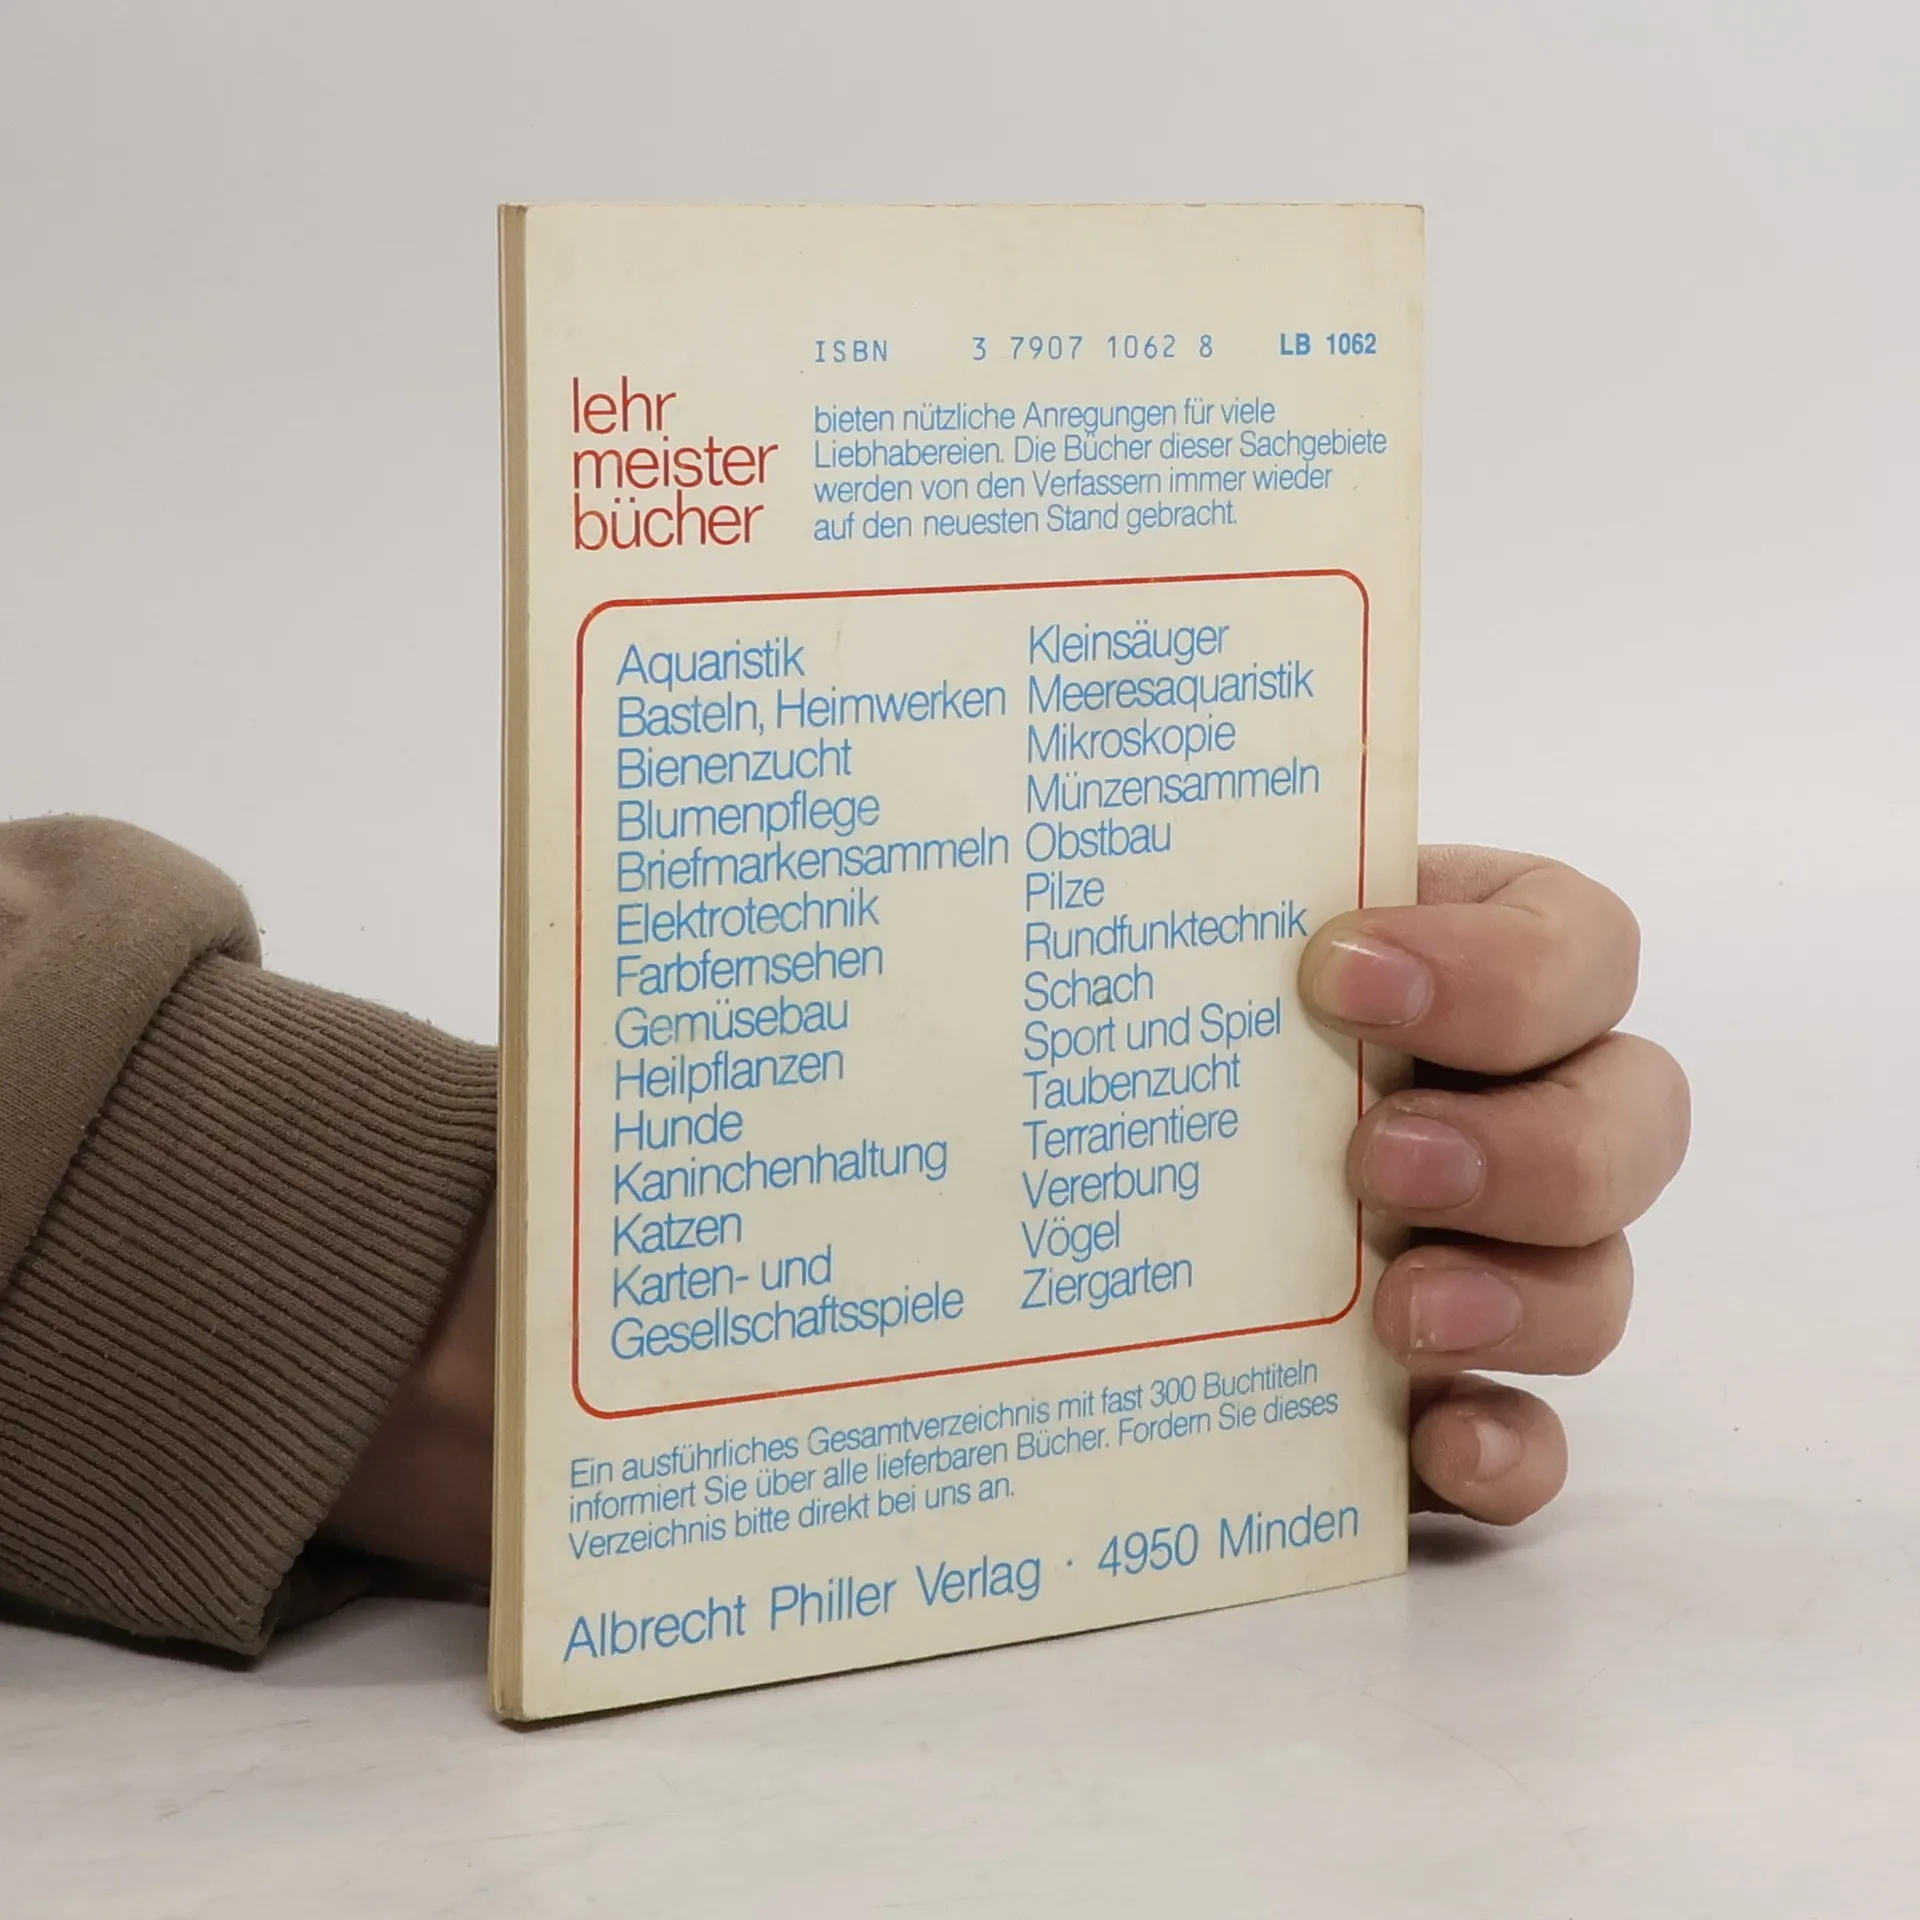 ISBN 3 7907 1062 8 LB 1062
lehr
meister
bücher
bieten nützliche Anregungen für viele
Liebhabereien. Die Bücher dieser Sachgebiete
werden von den Verfassern immer wieder
auf den neuesten Stand gebracht.
Aquaristik
Basteln, Heimwerken
Bienenzucht
Blumenpflege
Briefmarkensammeln
Elektrotechnik
Farbfernsehen
Gemüsebau
Heilpflanzen
Hunde
Kaninchenhaltung
Katzen
Karten- und
Gesellschaftsspiele
Kleinsäuger
Meeresaquaristik
Mikroskopie
Münzensammeln
Obstbau
Pilze
Rundfunktechnik
Schach
Sport und Spiel
Taubenzucht
Terrarientiere
Vererbung
Vögel
Ziergarten
Ein ausführliches Gesamtverzeichnis mit fast 300 Buchtiteln
informiert Sie über alle lieferbaren Bücher. Fordern Sie dieses
Verzeichnis bitte direkt bei uns an.
Albrecht Philler Verlag · 4950 Minden